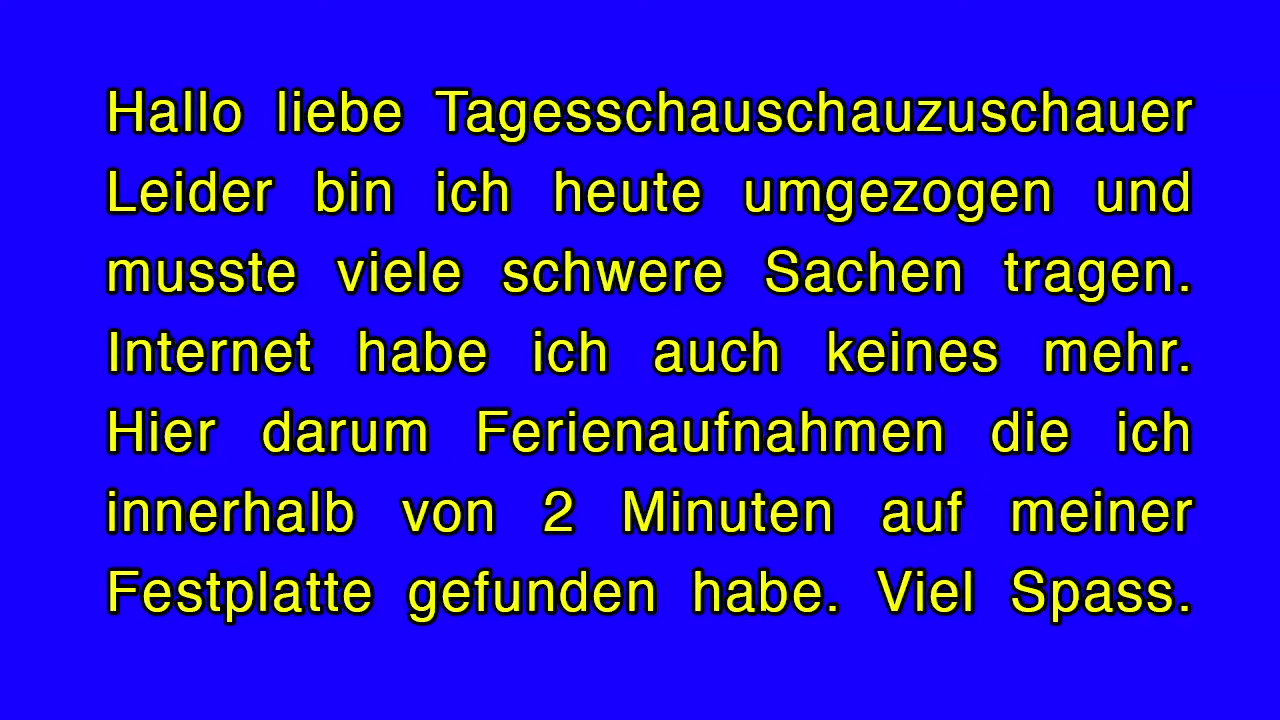 Hallo liebe Tagesschauschauzuschauer
Leider bin ich heute umgezogen und
musste viele schwere Sachen tragen.
Internet habe ich auch keines mehr.
Hier darum Ferienaufnahmen die ich
innerhalb von 2 Minuten auf meiner
Festplatte gefunden habe. Viel Spass.